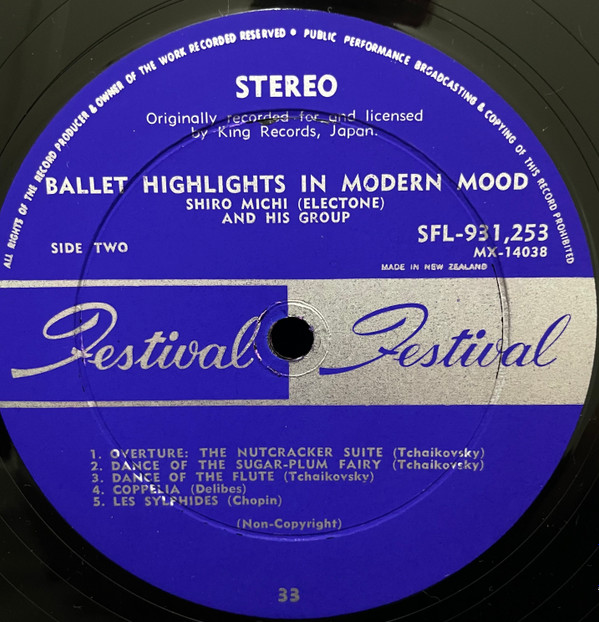 ALL RIGHTS OF THE RECORD PRODUCER & OWNER OF THE WORK RECORDED RESERVED • PUBLIC PERFORMANCE BROADCASTING & COPYING OF THIS RECORD PROHIBITED
STEREO
Originally recorded for and licensed
by King Records, Japan.
BALLET HIGHLIGHTS IN MODERN MOOD
SHIRO MICHI (ELECTONE)
AND HIS GROUP
SIDE TWO
SFL-931,253
MX-14038
MADE IN NEW ZEALAND
Festival Festival
1. OVERTURE: THE NUTCRACKER SUITE (Tchaikovsky)
2. DANCE OF THE SUGAR-PLUM FAIRY (Tchaikovsky)
3. DANCE OF THE FLUTE (Tchaikovsky)
4. COPPELIA (Delibes)
5. LES SYLPHIDES (Chopin)
(Non-Copyright)
33